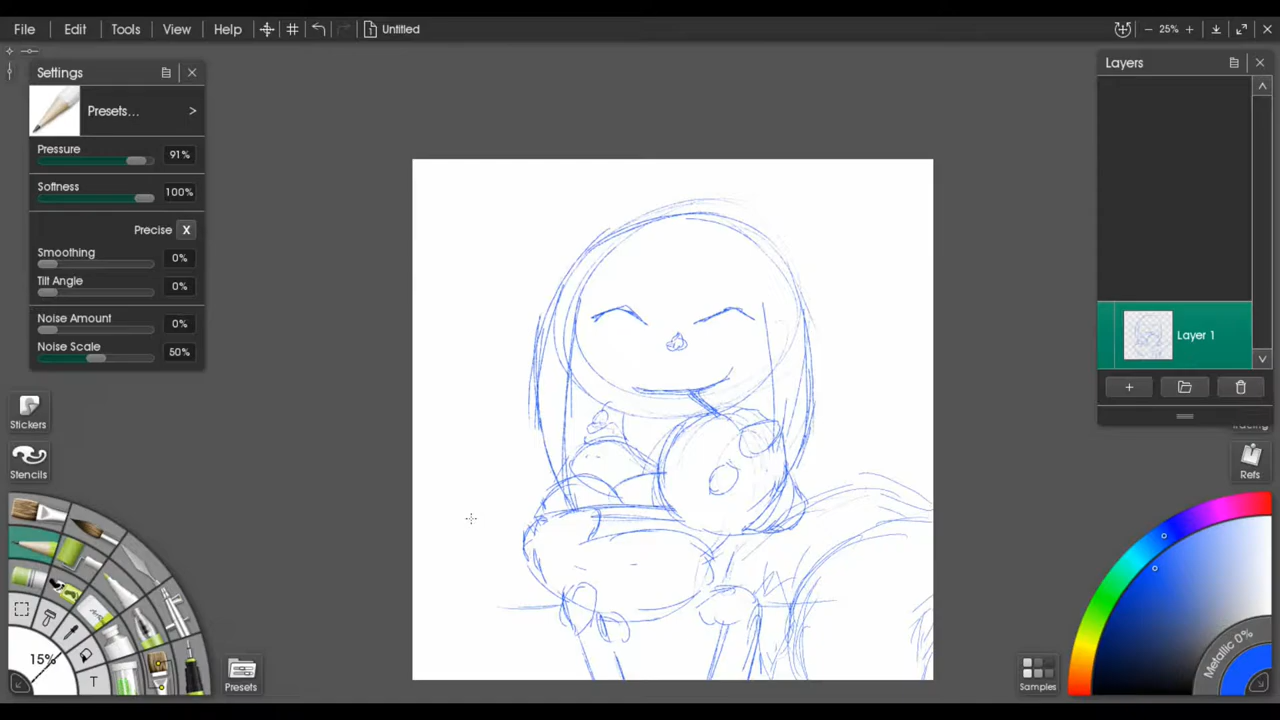 File Edit Tools View Help Untitled 25%
Settings
Presets... >
Pressure
91%
Softness
100%
Precise X
Smoothing
0%
Tilt Angle
0%
Noise Amount
0%
Noise Scale
50%
Stickers
Stencils
15%
T
Presets
Layers
Layer 1
Tracing
Refs
Metallic 0%
Samples